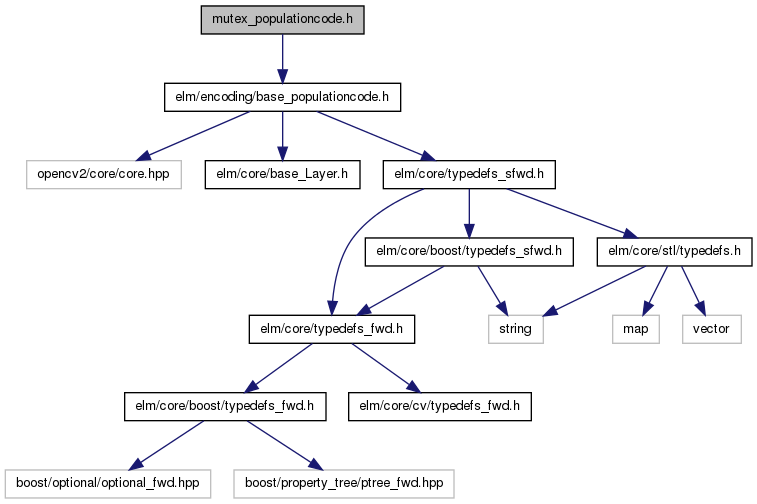 mutex_populationcode.h
elm/encoding/base_populationcode.h
opencv2/core/core.hpp
elm/core/base_Layer.h
elm/core/typedefs_sfwd.h
elm/core/boost/typedefs_sfwd.h
elm/core/stl/typedefs.h
elm/core/typedefs_fwd.h
string
map
vector
elm/core/boost/typedefs_fwd.h
elm/core/cv/typedefs_fwd.h
boost/optional/optional_fwd.hpp
boost/property_tree/ptree_fwd.hpp